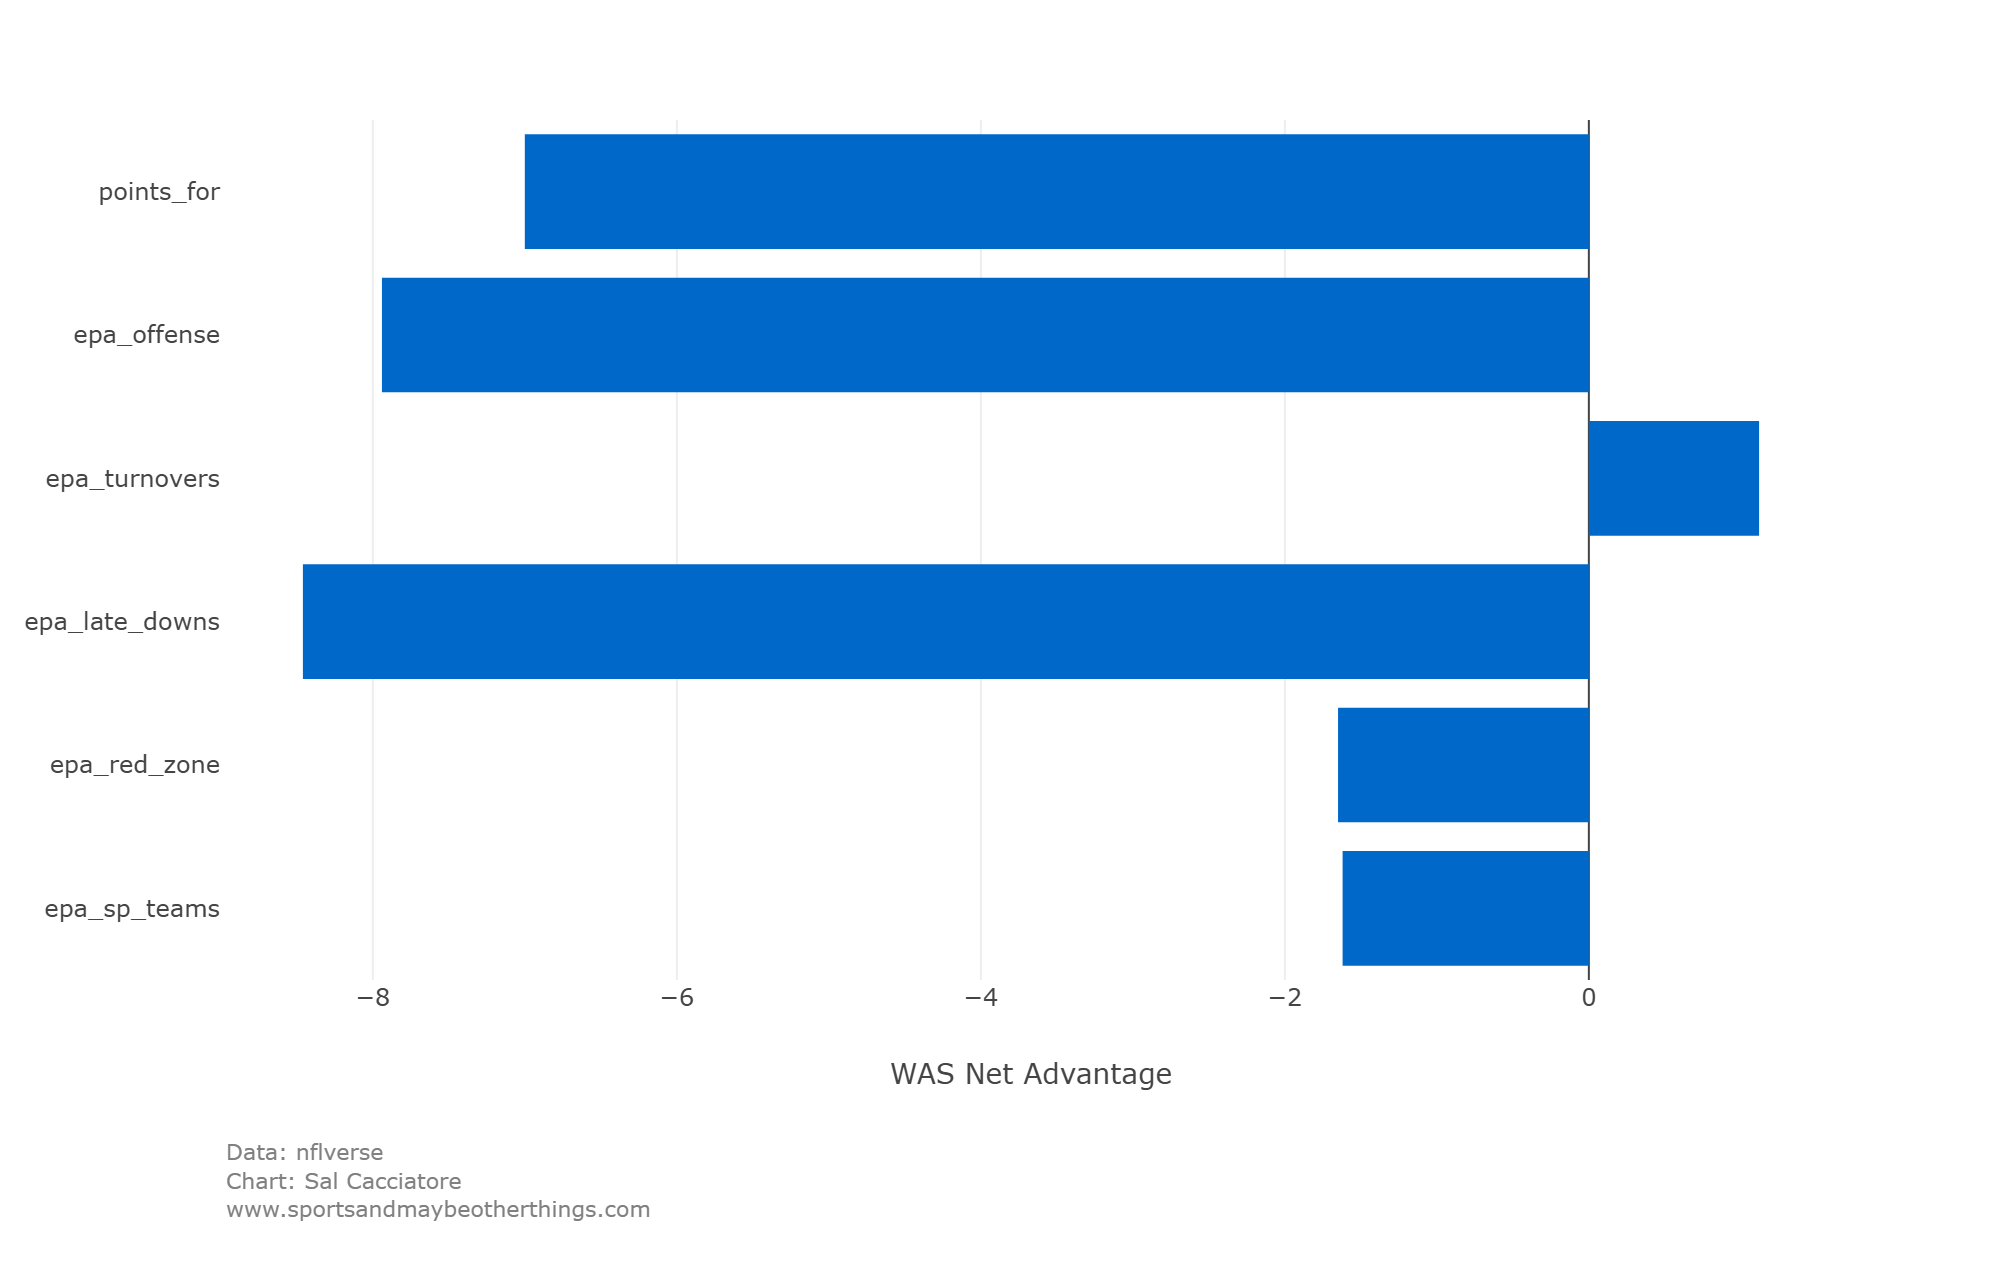 points_for
epa_offense
epa_turnovers
epa_late_downs
epa_red_zone
epa_sp_teams
−8 −6 −4 −2 0
WAS Net Advantage
Data: nflverse
Chart: Sal Cacciatore
www.sportsandmaybeotherthings.com